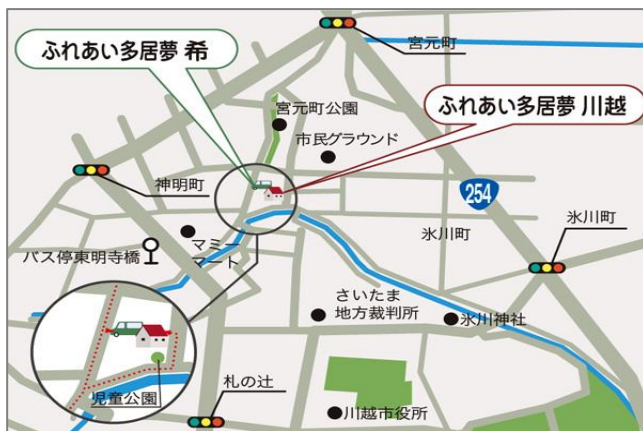 宮元町
ふれあい多居夢 希
ふれあい多居夢 川越
宮元町公園
市民グラウンド
254
神明町
氷川町
氷川町
バス停東明寺橋
マミー
マート
さいたま
地方裁判所
氷川神社
児童公園
札の辻
川越市役所